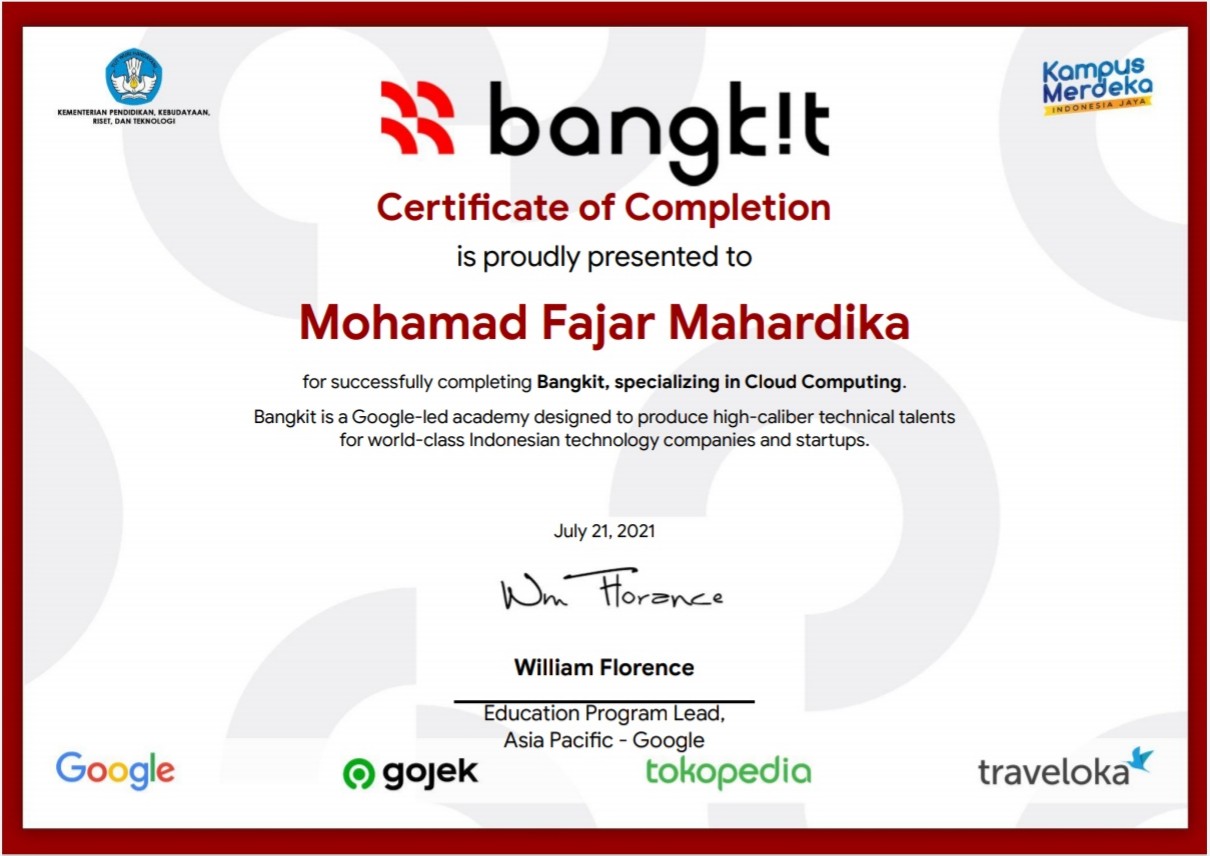 KEMENTERIAN PENDIDIKAN, KEBUDAYAAN,
RISET, DAN TEKNOLOGI
Kampus
Merdeka
INDONESIA JAYA
bangk!t
Certificate of Completion
is proudly presented to
Mohamad Fajar Mahardika
for successfully completing Bangkit, specializing in Cloud Computing.
Bangkit is a Google-led academy designed to produce high-caliber technical talents
for world-class Indonesian technology companies and startups.
July 21, 2021
Wm Florance
William Florence
Education Program Lead,
Asia Pacific - Google
Google
gojek
tokopedia
traveloka